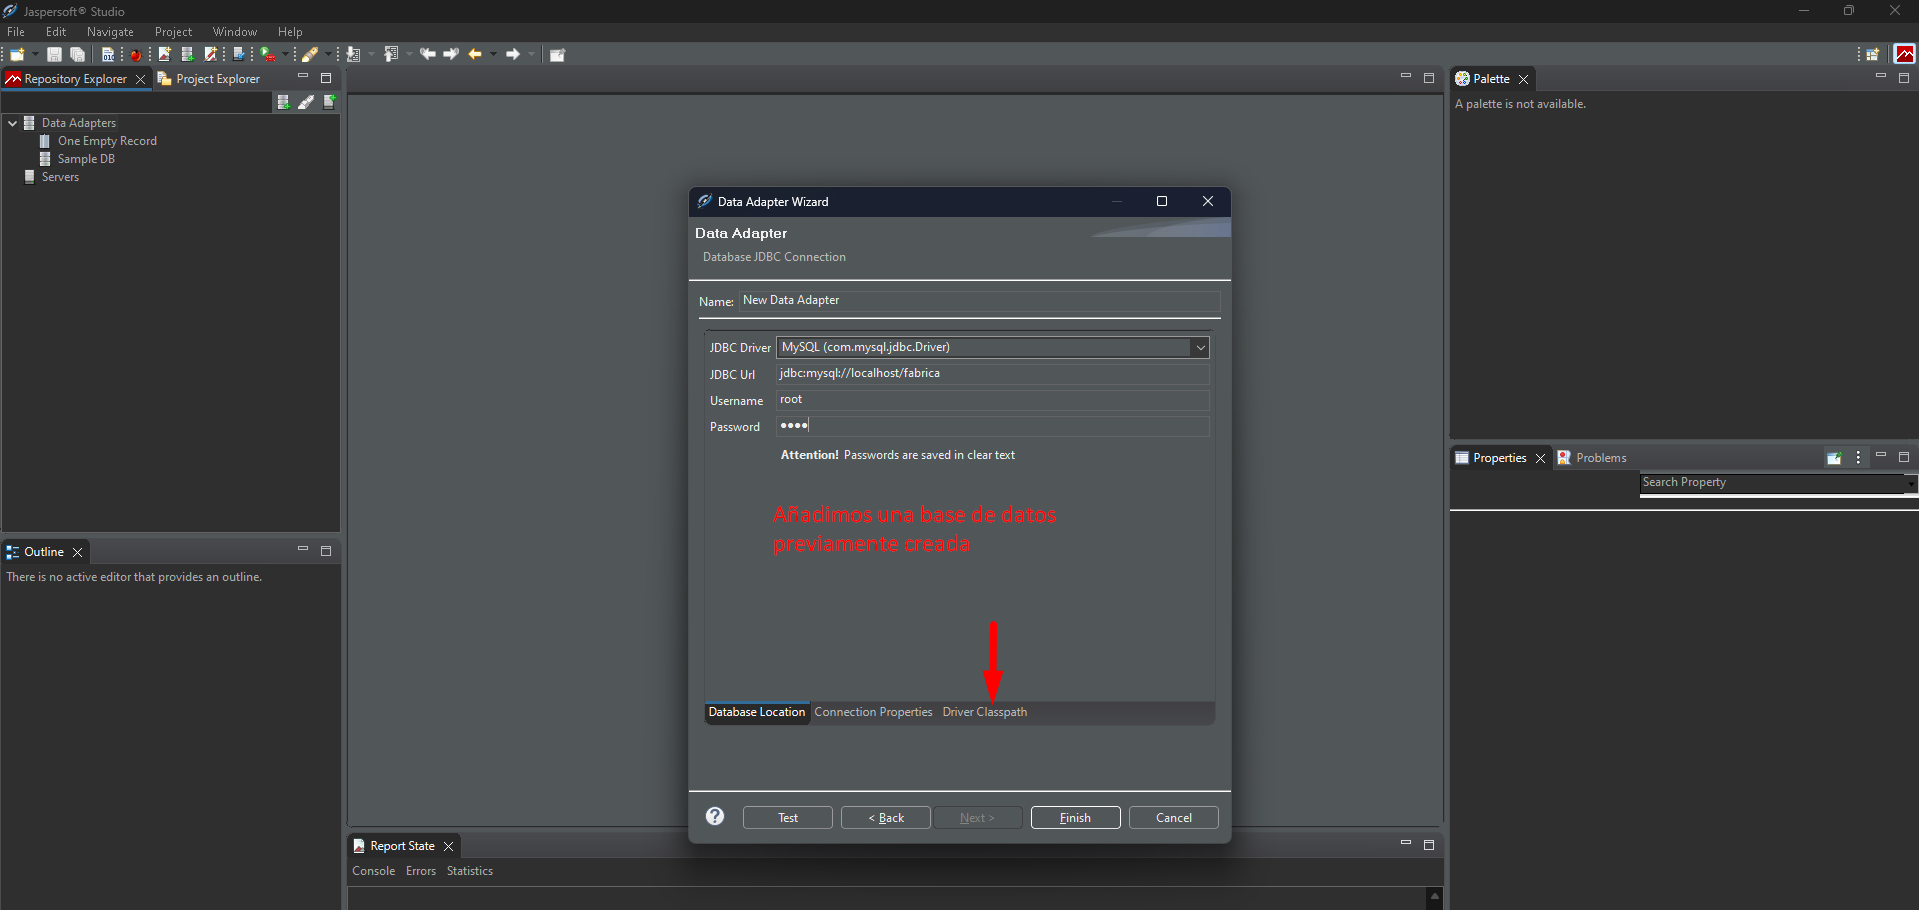 Jaspersoft® Studio
File Edit Navigate Project Window Help
Repository Explorer Project Explorer
Data Adapters
One Empty Record
Sample DB
Servers
Outline
There is no active editor that provides an outline.
Data Adapter Wizard
Data Adapter
Database JDBC Connection
Name: New Data Adapter
JDBC Driver MySQL (com.mysql.jdbc.Driver)
JDBC Url jdbc:mysql://localhost/fabrica
Username root
Password ••••
Attention! Passwords are saved in clear text
Añadimos una base de datos
previamente creada
Database Location Connection Properties Driver Classpath
Test < Back Next > Finish Cancel
Report State
Console Errors Statistics
Palette
A palette is not available.
Properties Problems
Search Property